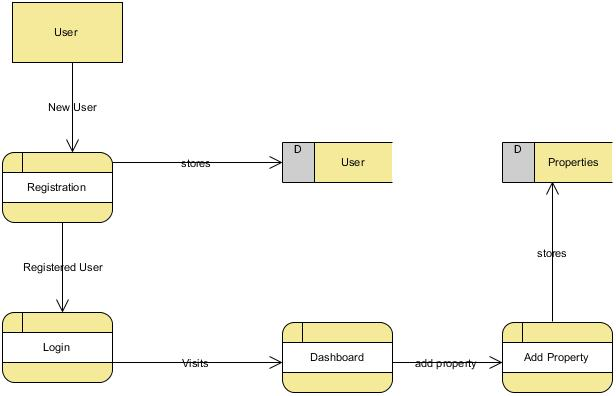 User
New User
D
User
D
Properties
stores
Registration
stores
Registered User
Login
Visits
Dashboard
add property
Add Property